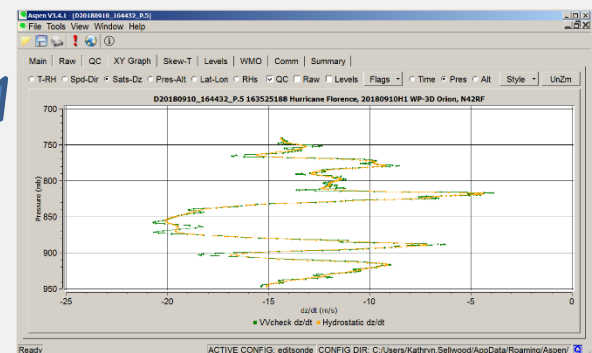 Aspen V3.4.1 [D20180910_164432_P.5]
File Tools View Window Help
Main Raw QC XY Graph Skew-T Levels WMO Comm Summary
T-RH Spd-Dir Sats-Dz Pres-Alt Lat-Lon RHs QC Raw Levels Flags Time Pres Alt Style UnZm
D20180910_164432_P.5 163525188 Hurricane Florence, 20180910H1 WP-3D Orion, N42RF
700
750
800
850
900
950
Pressure (mb)
-25 -20 -15 -10 -5 0
dz/dt (m/s)
VVcheck dz/dt Hydrostatic dz/dt
Ready ACTIVE CONFIG: editsonde CONFIG DIR: C:/Users/Kathryn.Sellwood/AppData/Roaming/Aspen/